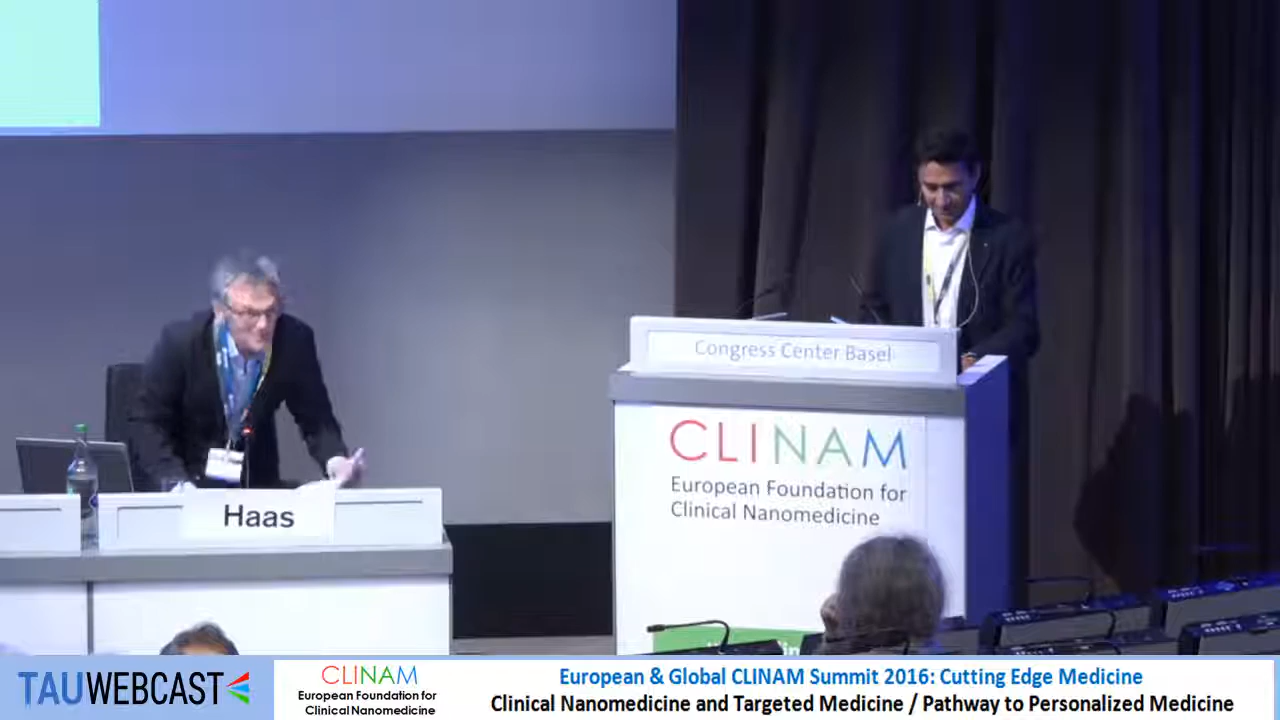 Congress Center Basel
CLINAM
European Foundation for
Clinical Nanomedicine
Haas
TAUWEBCAST
CLINAM
European Foundation for
Clinical Nanomedicine
European & Global CLINAM Summit 2016: Cutting Edge Medicine
Clinical Nanomedicine and Targeted Medicine / Pathway to Personalized Medicine